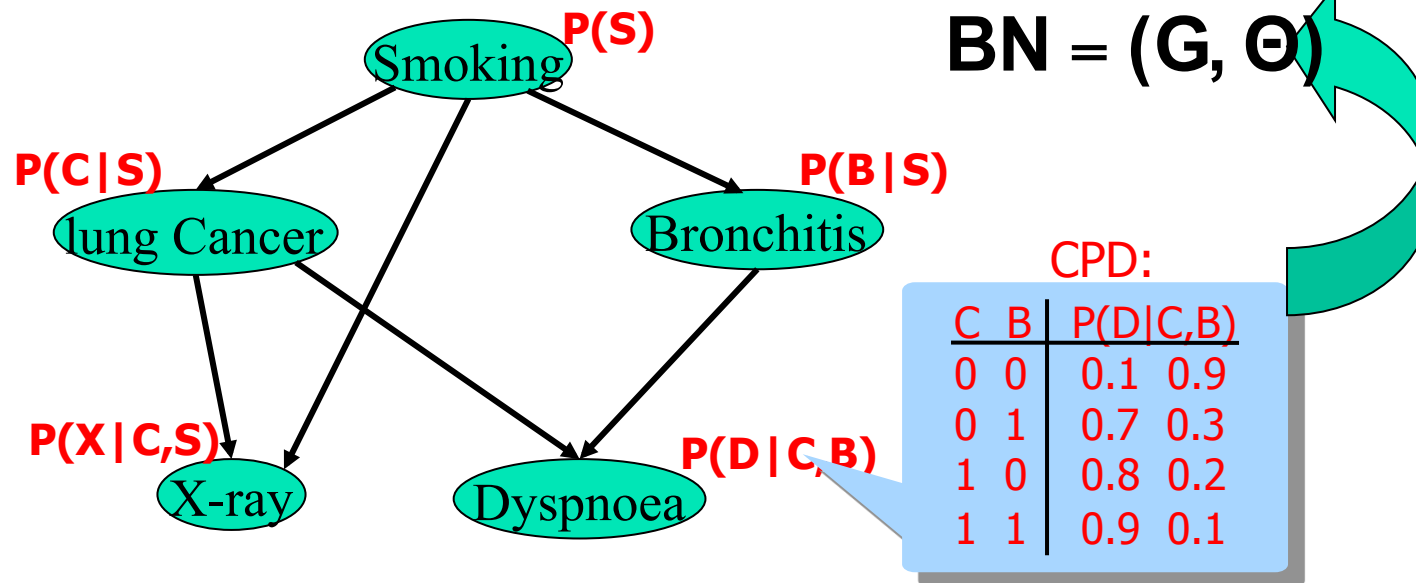 P(S)
Smoking
BN = (G, Θ)
P(C|S)
P(B|S)
lung Cancer
Bronchitis
CPD:
C B P(D|C,B)
0 0 0.1 0.9
0 1 0.7 0.3
1 0 0.8 0.2
1 1 0.9 0.1
P(X|C,S)
P(D|C,B)
X-ray
Dyspnoea